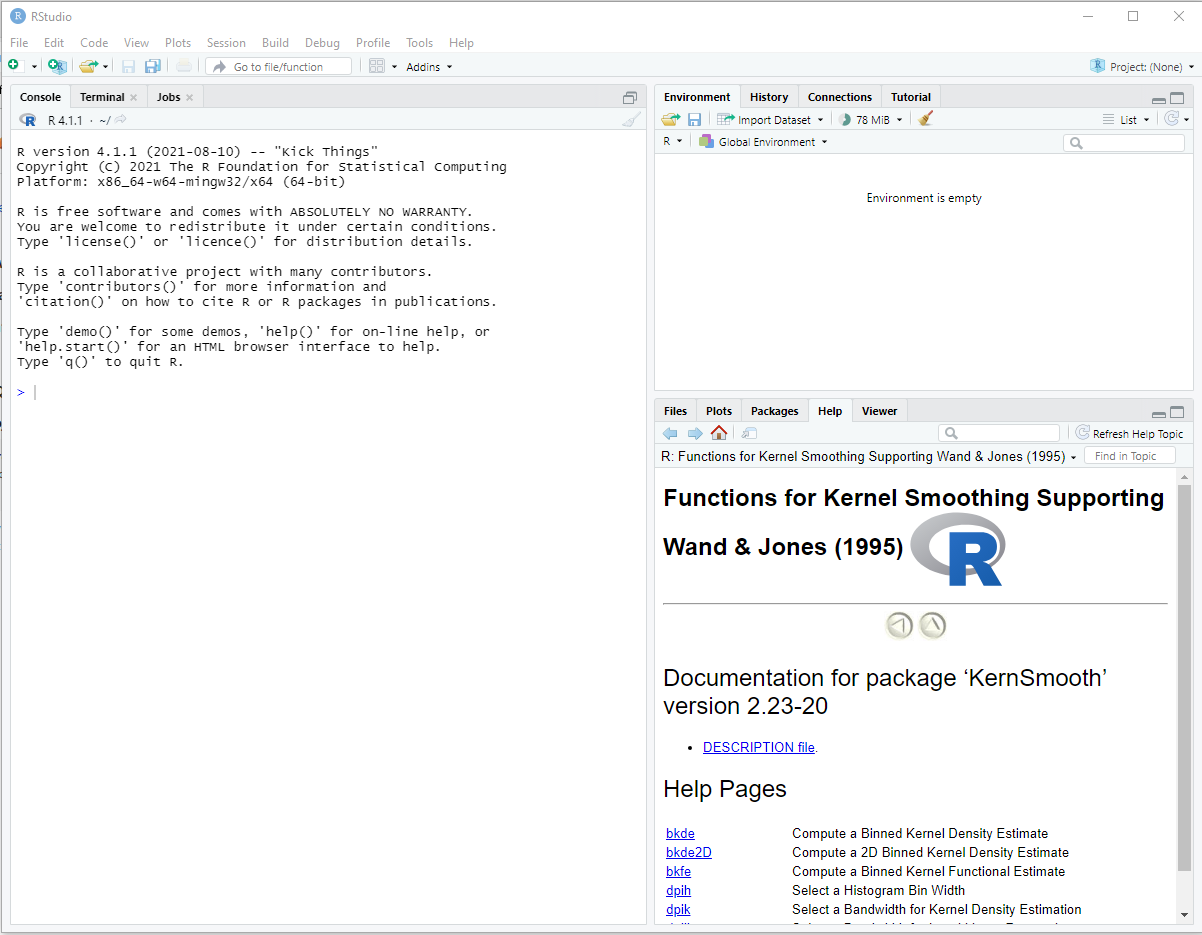 RStudio
File Edit Code View Plots Session Build Debug Profile Tools Help
Go to file/function Addins Project: (None)
Console Terminal Jobs
R 4.1.1 · ~/
R version 4.1.1 (2021-08-10) -- "Kick Things"
Copyright (C) 2021 The R Foundation for Statistical Computing
Platform: x86_64-w64-mingw32/x64 (64-bit)
R is free software and comes with ABSOLUTELY NO WARRANTY.
You are welcome to redistribute it under certain conditions.
Type 'license()' or 'licence()' for distribution details.
R is a collaborative project with many contributors.
Type 'contributors()' for more information and
'citation()' on how to cite R or R packages in publications.
Type 'demo()' for some demos, 'help()' for on-line help, or
'help.start()' for an HTML browser interface to help.
Type 'q()' to quit R.
>
Environment History Connections Tutorial
Import Dataset 78 MiB List
R Global Environment
Environment is empty
Files Plots Packages Help Viewer
Refresh Help Topic
R: Functions for Kernel Smoothing Supporting Wand & Jones (1995) Find in Topic
Functions for Kernel Smoothing Supporting
Wand & Jones (1995) R
Documentation for package ‘KernSmooth’
version 2.23-20
• DESCRIPTION file.
Help Pages
bkde Compute a Binned Kernel Density Estimate
bkde2D Compute a 2D Binned Kernel Density Estimate
bkfe Compute a Binned Kernel Functional Estimate
dpih Select a Histogram Bin Width
dpik Select a Bandwidth for Kernel Density Estimation